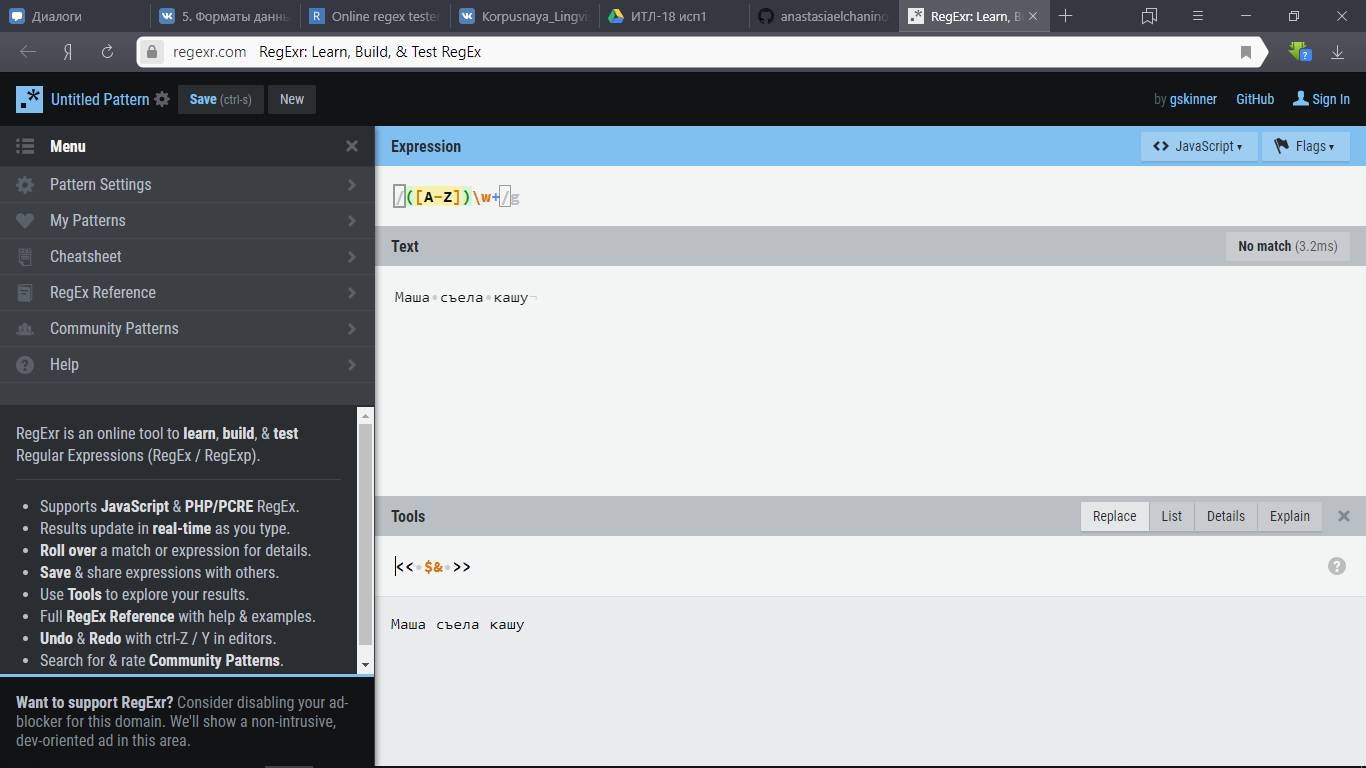 Диалоги
5. Форматы данн
Online regex tester
Korpusnaya_Lingvi
ИТЛ-18 исп1
anastasiaelchanino
RegExr: Learn, B
regexr.com RegExr: Learn, Build, & Test RegEx
Untitled Pattern Save (ctrl-s) New
by gskinner GitHub Sign In
Menu
Pattern Settings
My Patterns
Cheatsheet
RegEx Reference
Community Patterns
Help
RegExr is an online tool to learn, build, & test
Regular Expressions (RegEx / RegExp).
Supports JavaScript & PHP/PCRE RegEx.
Results update in real-time as you type.
Roll over a match or expression for details.
Save & share expressions with others.
Use Tools to explore your results.
Full RegEx Reference with help & examples.
Undo & Redo with ctrl-Z / Y in editors.
Search for & rate Community Patterns.
Want to support RegExr? Consider disabling your ad-
blocker for this domain. We'll show a non-intrusive,
dev-oriented ad in this area.
Expression
JavaScript Flags
/([A-Z])\w+/g
Text
No match (3.2ms)
Маша съела кашу
Tools
Replace List Details Explain
<< $& >>
Маша съела кашу